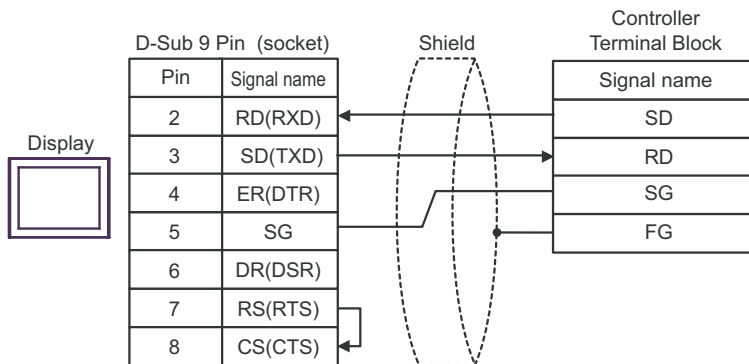 Controller
D-Sub 9 Pin (socket) Shield Terminal Block
Pin Signal name Signal name
2 RD(RXD) SD
Display 3 SD(TXD) RD
4 ER(DTR) SG
5 SG FG
6 DR(DSR)
7 RS(RTS)
8 CS(CTS)